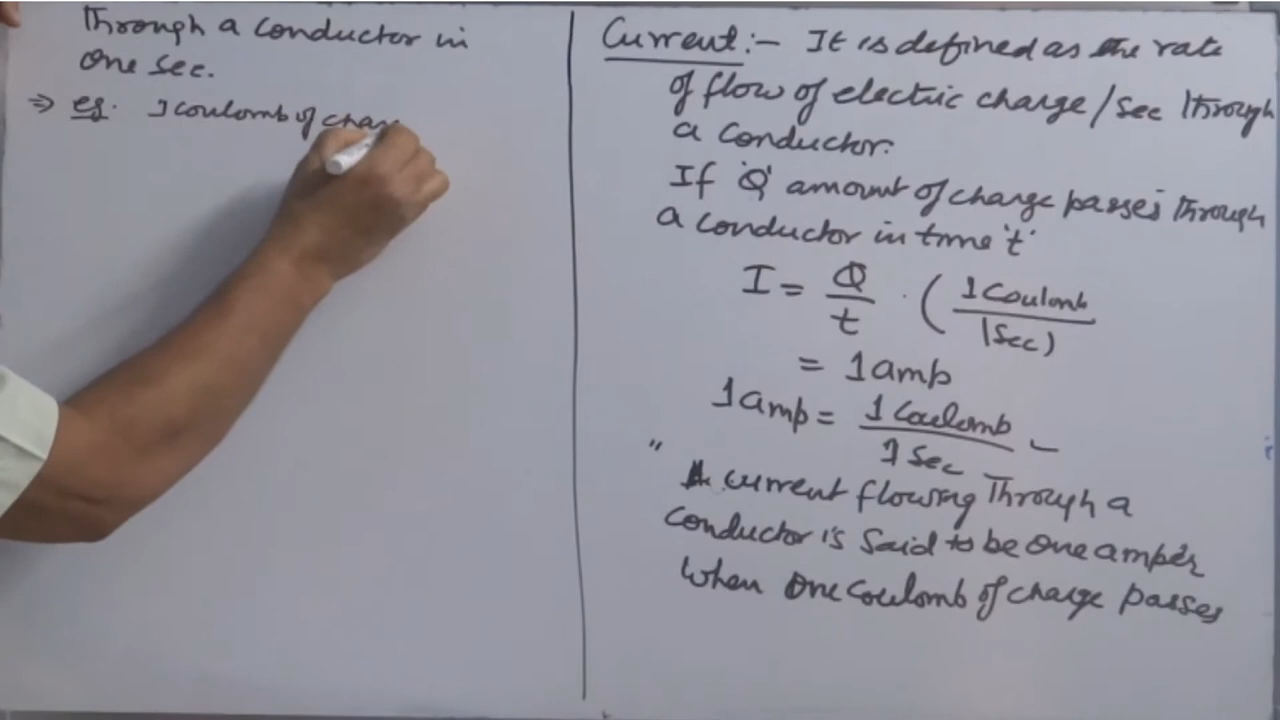 Through a conductor in
one sec.
⇒ eg. 1 coulomb of char
Current:- It is defined as the rate
of flow of electric charge/sec through
a conductor.
If 'Q' amount of charge passes through
a conductor in time 't'
I = Q/t . (1 Coulomb/1 Sec)
= 1 amp
1 amp = 1 Coulomb/1 Sec
" A current flowing Through a
conductor is said to be one amper
when one coulomb of charge passes